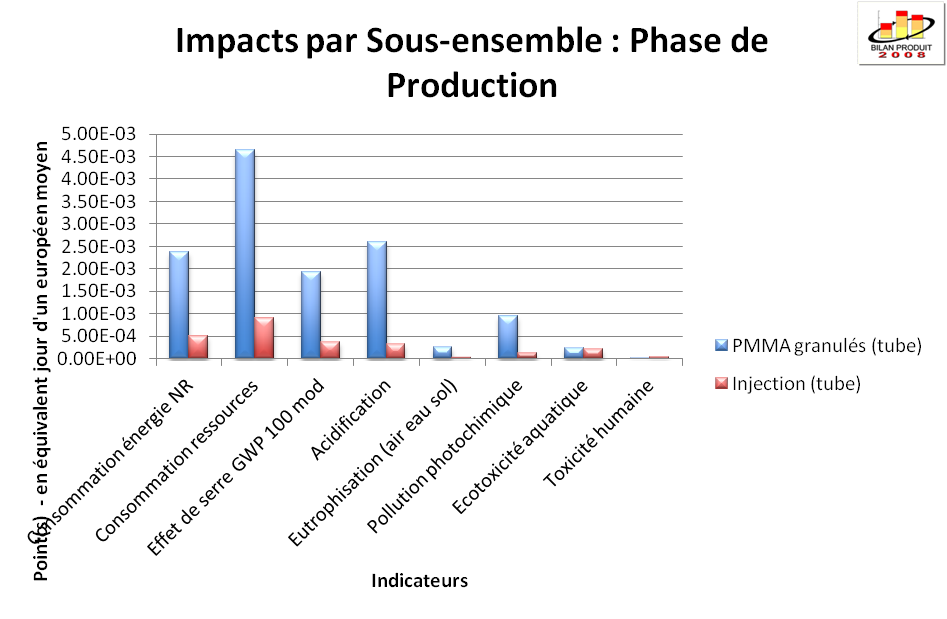 Impacts par Sous-ensemble : Phase de
Production
BILAN PRODUIT
2008
Point(s)  - en équivalent jour d'un européen moyen
5.00E-03
4.50E-03
4.00E-03
3.50E-03
3.00E-03
2.50E-03
2.00E-03
1.50E-03
1.00E-03
5.00E-04
0.00E+00
Consommation énergie NR
Consommation ressources
Effet de serre GWP 100 mod
Acidification
Eutrophisation (air eau sol)
Pollution photochimique
Ecotoxicité aquatique
Toxicité humaine
Indicateurs
PMMA granulés (tube)
Injection (tube)